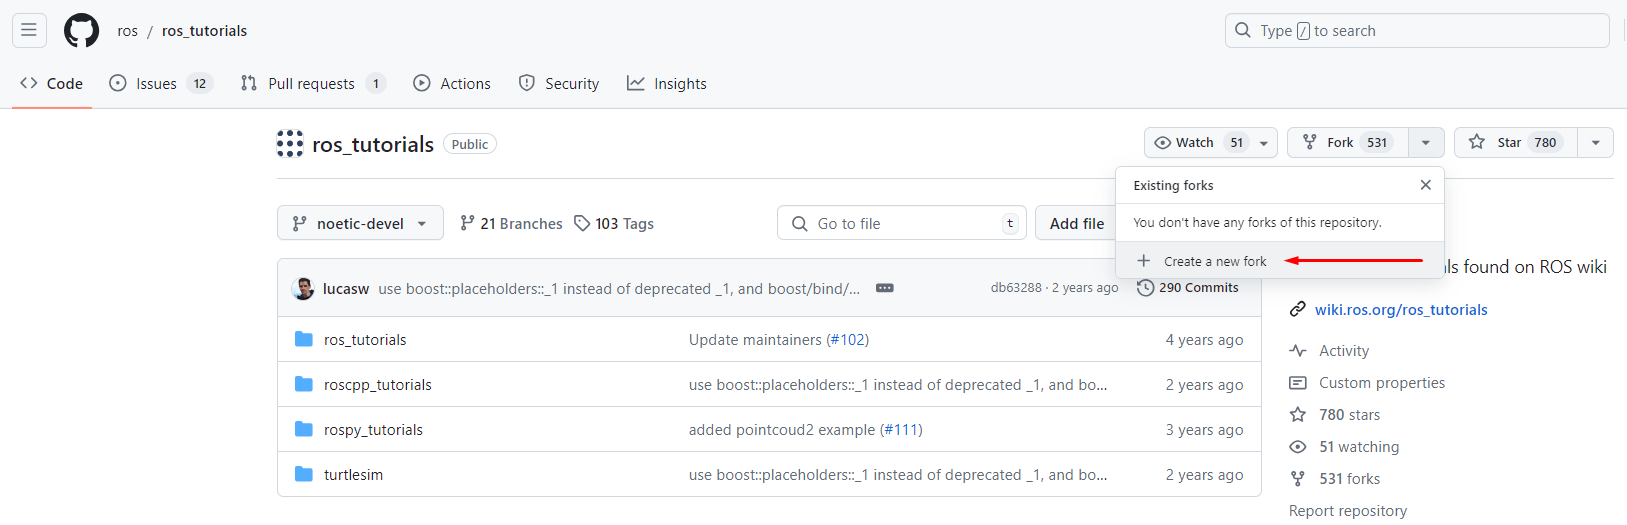 ros / ros_tutorials
Type / to search
Code Issues 12 Pull requests 1 Actions Security Insights
ros_tutorials Public
Watch 51 Fork 531 Star 780
Existing forks
You don't have any forks of this repository.
Create a new fork
noetic-devel 21 Branches 103 Tags Go to file t Add file
ls found on ROS wiki
lucasw use boost::placeholders::_1 instead of deprecated _1, and boost/bind/... db63288 · 2 years ago 290 Commits
ros_tutorials Update maintainers (#102) 4 years ago
roscpp_tutorials use boost::placeholders::_1 instead of deprecated _1, and bo... 2 years ago
rospy_tutorials added pointcoud2 example (#111) 3 years ago
turtlesim use boost::placeholders::_1 instead of deprecated _1, and bo... 2 years ago
wiki.ros.org/ros_tutorials
Activity
Custom properties
780 stars
51 watching
531 forks
Report repository